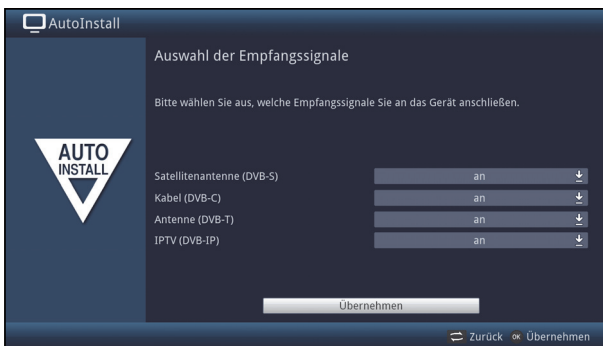 AutoInstall
Auswahl der Empfangssignale
Bitte wählen Sie aus, welche Empfangssignale Sie an das Gerät anschließen.
AUTO
INSTALL
Satellitenantenne (DVB-S) an
Kabel (DVB-C) an
Antenne (DVB-T) an
IPTV (DVB-IP) an
Übernehmen
Zurück OK Übernehmen